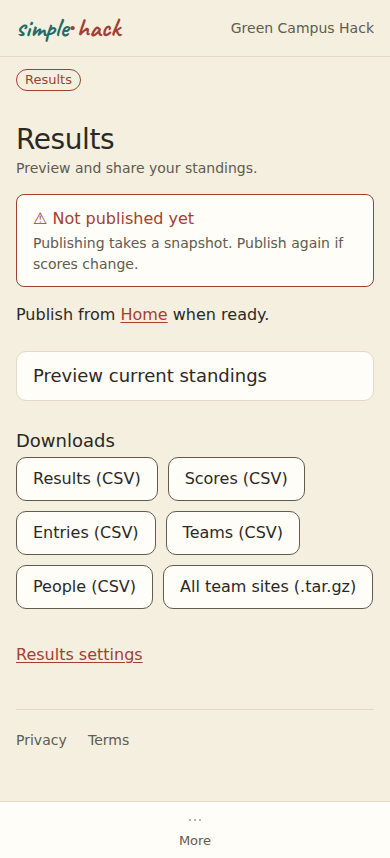 simple·hack
Green Campus Hack
Results
Results
Preview and share your standings.
⚠ Not published yet
Publishing takes a snapshot. Publish again if
scores change.
Publish from Home when ready.
Preview current standings
Downloads
Results (CSV)
Scores (CSV)
Entries (CSV)
Teams (CSV)
People (CSV)
All team sites (.tar.gz)
Results settings
Privacy
Terms
...
More